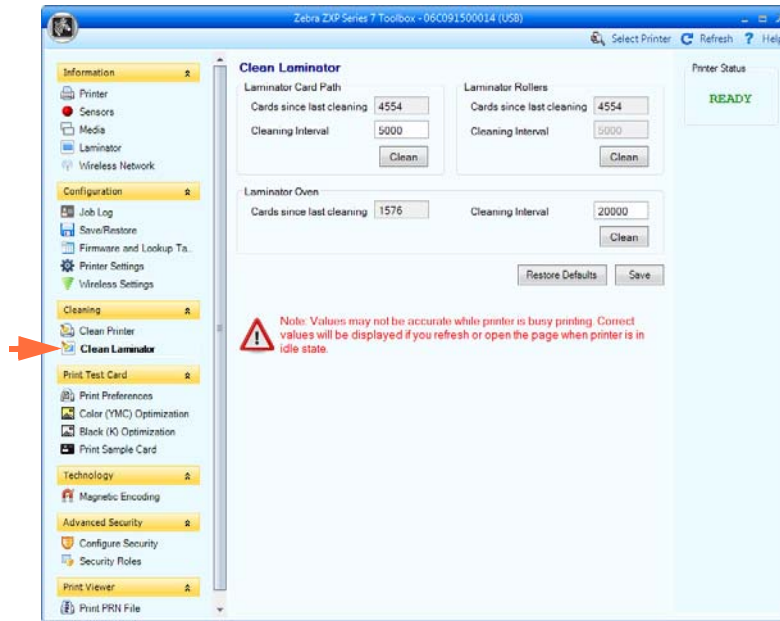 Zebra ZXP Series 7 Toolbox - 06C091500014 (USB)
Select Printer Refresh ? Help
Information
Printer
Sensors
Media
Laminator
Wireless Network
Configuration
Job Log
Save/Restore
Firmware and Lookup Ta..
Printer Settings
Wireless Settings
Cleaning
Clean Printer
Clean Laminator
Print Test Card
Print Preferences
Color (YMC) Optimization
Black (K) Optimization
Print Sample Card
Technology
Magnetic Encoding
Advanced Security
Configure Security
Security Roles
Print Viewer
Print PRN File
Clean Laminator
Laminator Card Path
Cards since last cleaning 4554
Cleaning Interval 5000
Clean
Laminator Rollers
Cards since last cleaning 4554
Cleaning Interval 5000
Clean
Laminator Oven
Cards since last cleaning 1576
Cleaning Interval 20000
Clean
Restore Defaults Save
Note: Values may not be accurate while printer is busy printing. Correct
values will be displayed if you refresh or open the page when printer is in
idle state.
Printer Status
READY